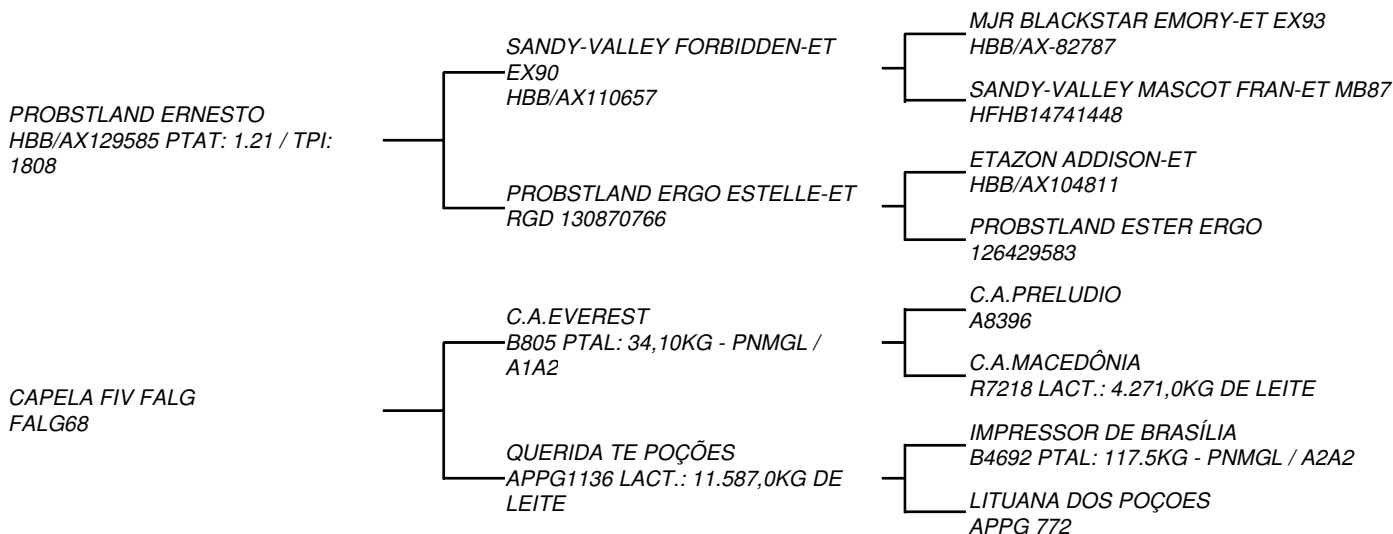 MJR BLACKSTAR EMORY-ET EX93
HBB/AX-82787
SANDY-VALLEY FORBIDDEN-ET
EX90
HBB/AX110657
SANDY-VALLEY MASCOT FRAN-ET MB87
HFHB14741448
PROBSTLAND ERNESTO
HBB/AX129585 PTAT: 1.21 / TPI:
1808
ETAZON ADDISON-ET
HBB/AX104811
PROBSTLAND ERGO ESTELLE-ET
RGD 130870766
PROBSTLAND ESTER ERGO
126429583
C.A.PRELUDIO
A8396
C.A.EVEREST
B805 PTAL: 34,10KG - PNMGL /
A1A2
C.A.MACEDÔNIA
R7218 LACT.: 4.271,0KG DE LEITE
CAPELA FIV FALG
FALG68
IMPRESSOR DE BRASÍLIA
B4692 PTAL: 117.5KG - PNMGL / A2A2
QUERIDA TE POÇÕES
APPG1136 LACT.: 11.587,0KG DE
LEITE
LITUANA DOS POÇOES
APPG 772